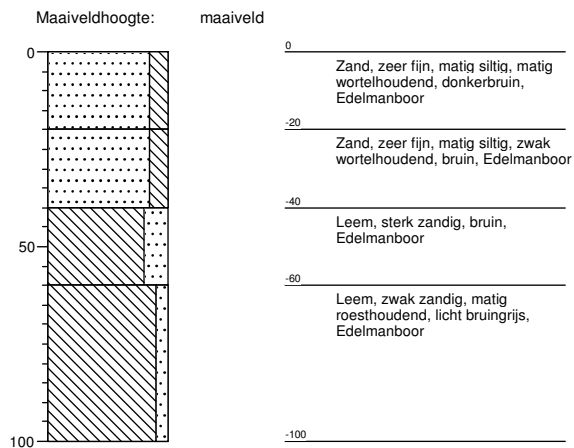 Maaiveldhoogte: maaiveld
0
0
Zand, zeer fijn, matig siltig, matig
wortelhoudend, donkerbruin,
Edelmanboor
-20
Zand, zeer fijn, matig siltig, zwak
wortelhoudend, bruin, Edelmanboor
-40
Leem, sterk zandig, bruin,
Edelmanboor
50
-60
Leem, zwak zandig, matig
roesthoudend, licht bruingrijs,
Edelmanboor
100
-100